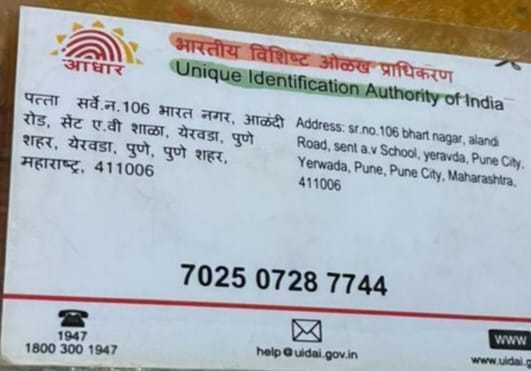 आधार
भारतीय विशिष्ट ओळख प्राधिकरण
Unique Identification Authority of India
पत्ता सर्वे.न.106 भारत नगर, आळंदी
रोड, सेंट ए.वी शाळा, येरवडा, पुणे
शहर, येरवडा, पुणे, पुणे शहर,
महाराष्ट्र, 411006
Address: sr.no.106 bhart nagar, alandi
Road, sent a.v School, yeravda, Pune City,
Yerwada, Pune, Pune City, Maharashtra,
411006
7025 0728 7744
1947
1800 300 1947
help@uidai.gov.in
www
www.uidai.g